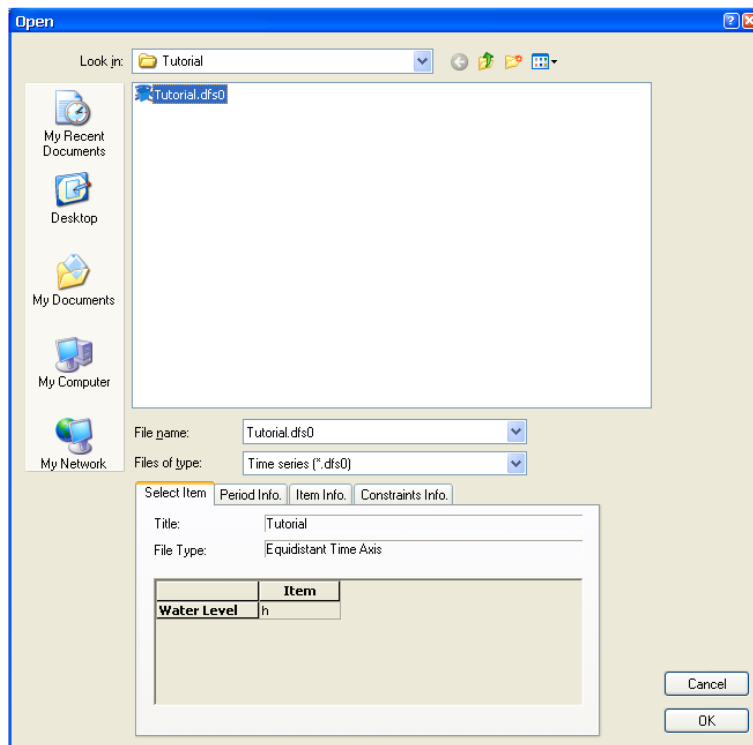 Open
Look in: Tutorial
Tutorial.dfs0
My Recent
Documents
Desktop
My Documents
My Computer
My Network
File name: Tutorial.dfs0
Files of type: Time series (*.dfs0)
Select Item Period Info. Item Info. Constraints Info.
Title: Tutorial
File Type: Equidistant Time Axis
Item
Water Level h
Cancel
OK